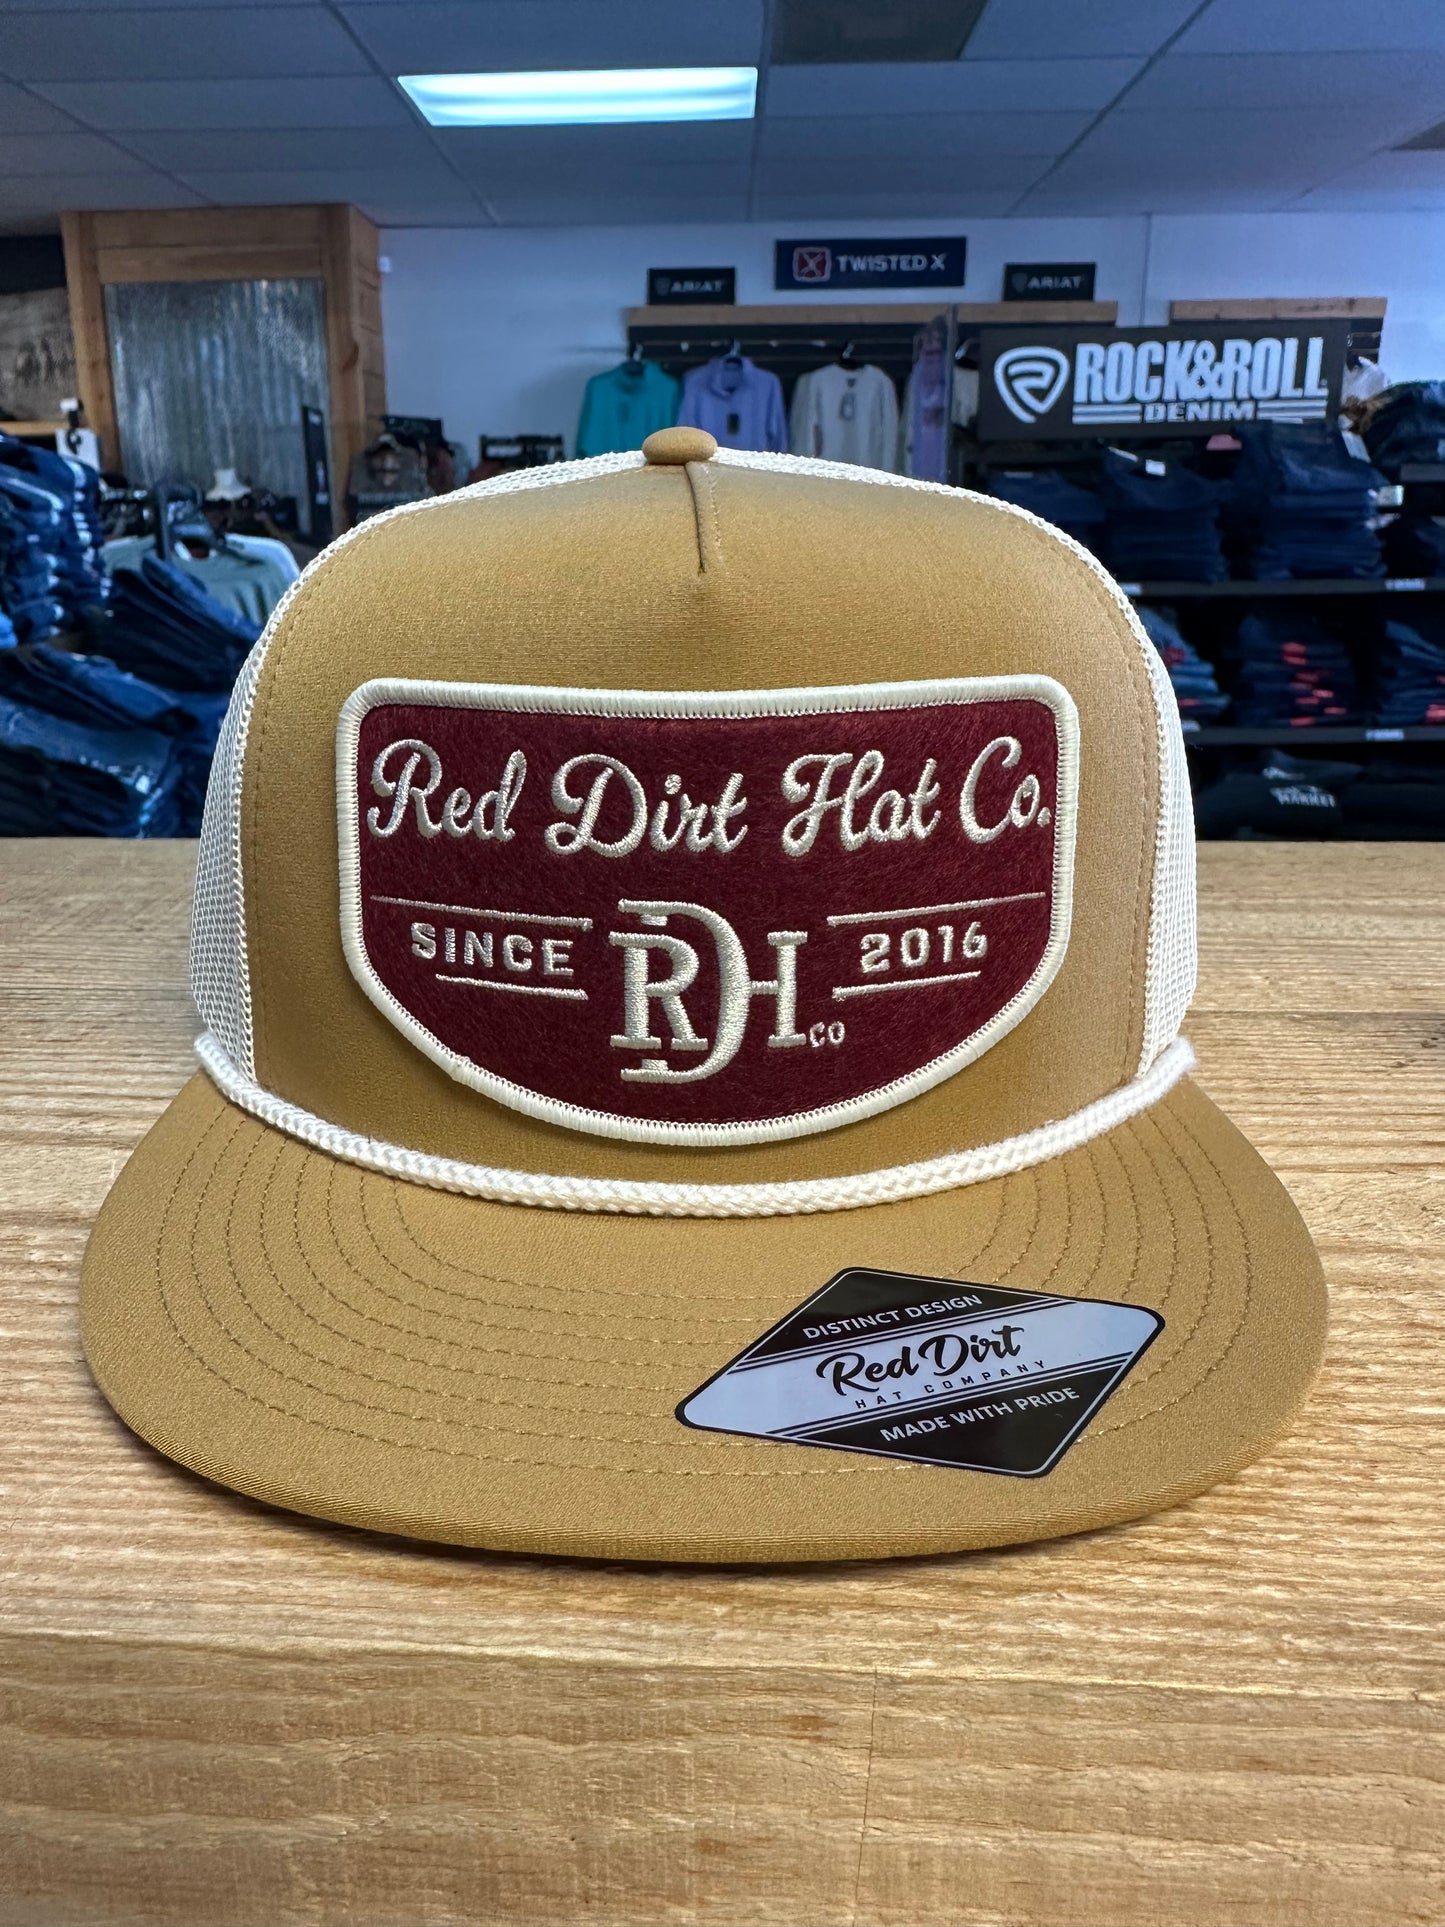 TWISTED X
ARIAT
ARIAT
ROCK&ROLL
DENIM
Red Dirt Hat Co.
SINCE
RDH
CO
2016
DISTINCT DESIGN
Red Dirt
HAT COMPANY
MADE WITH PRIDE